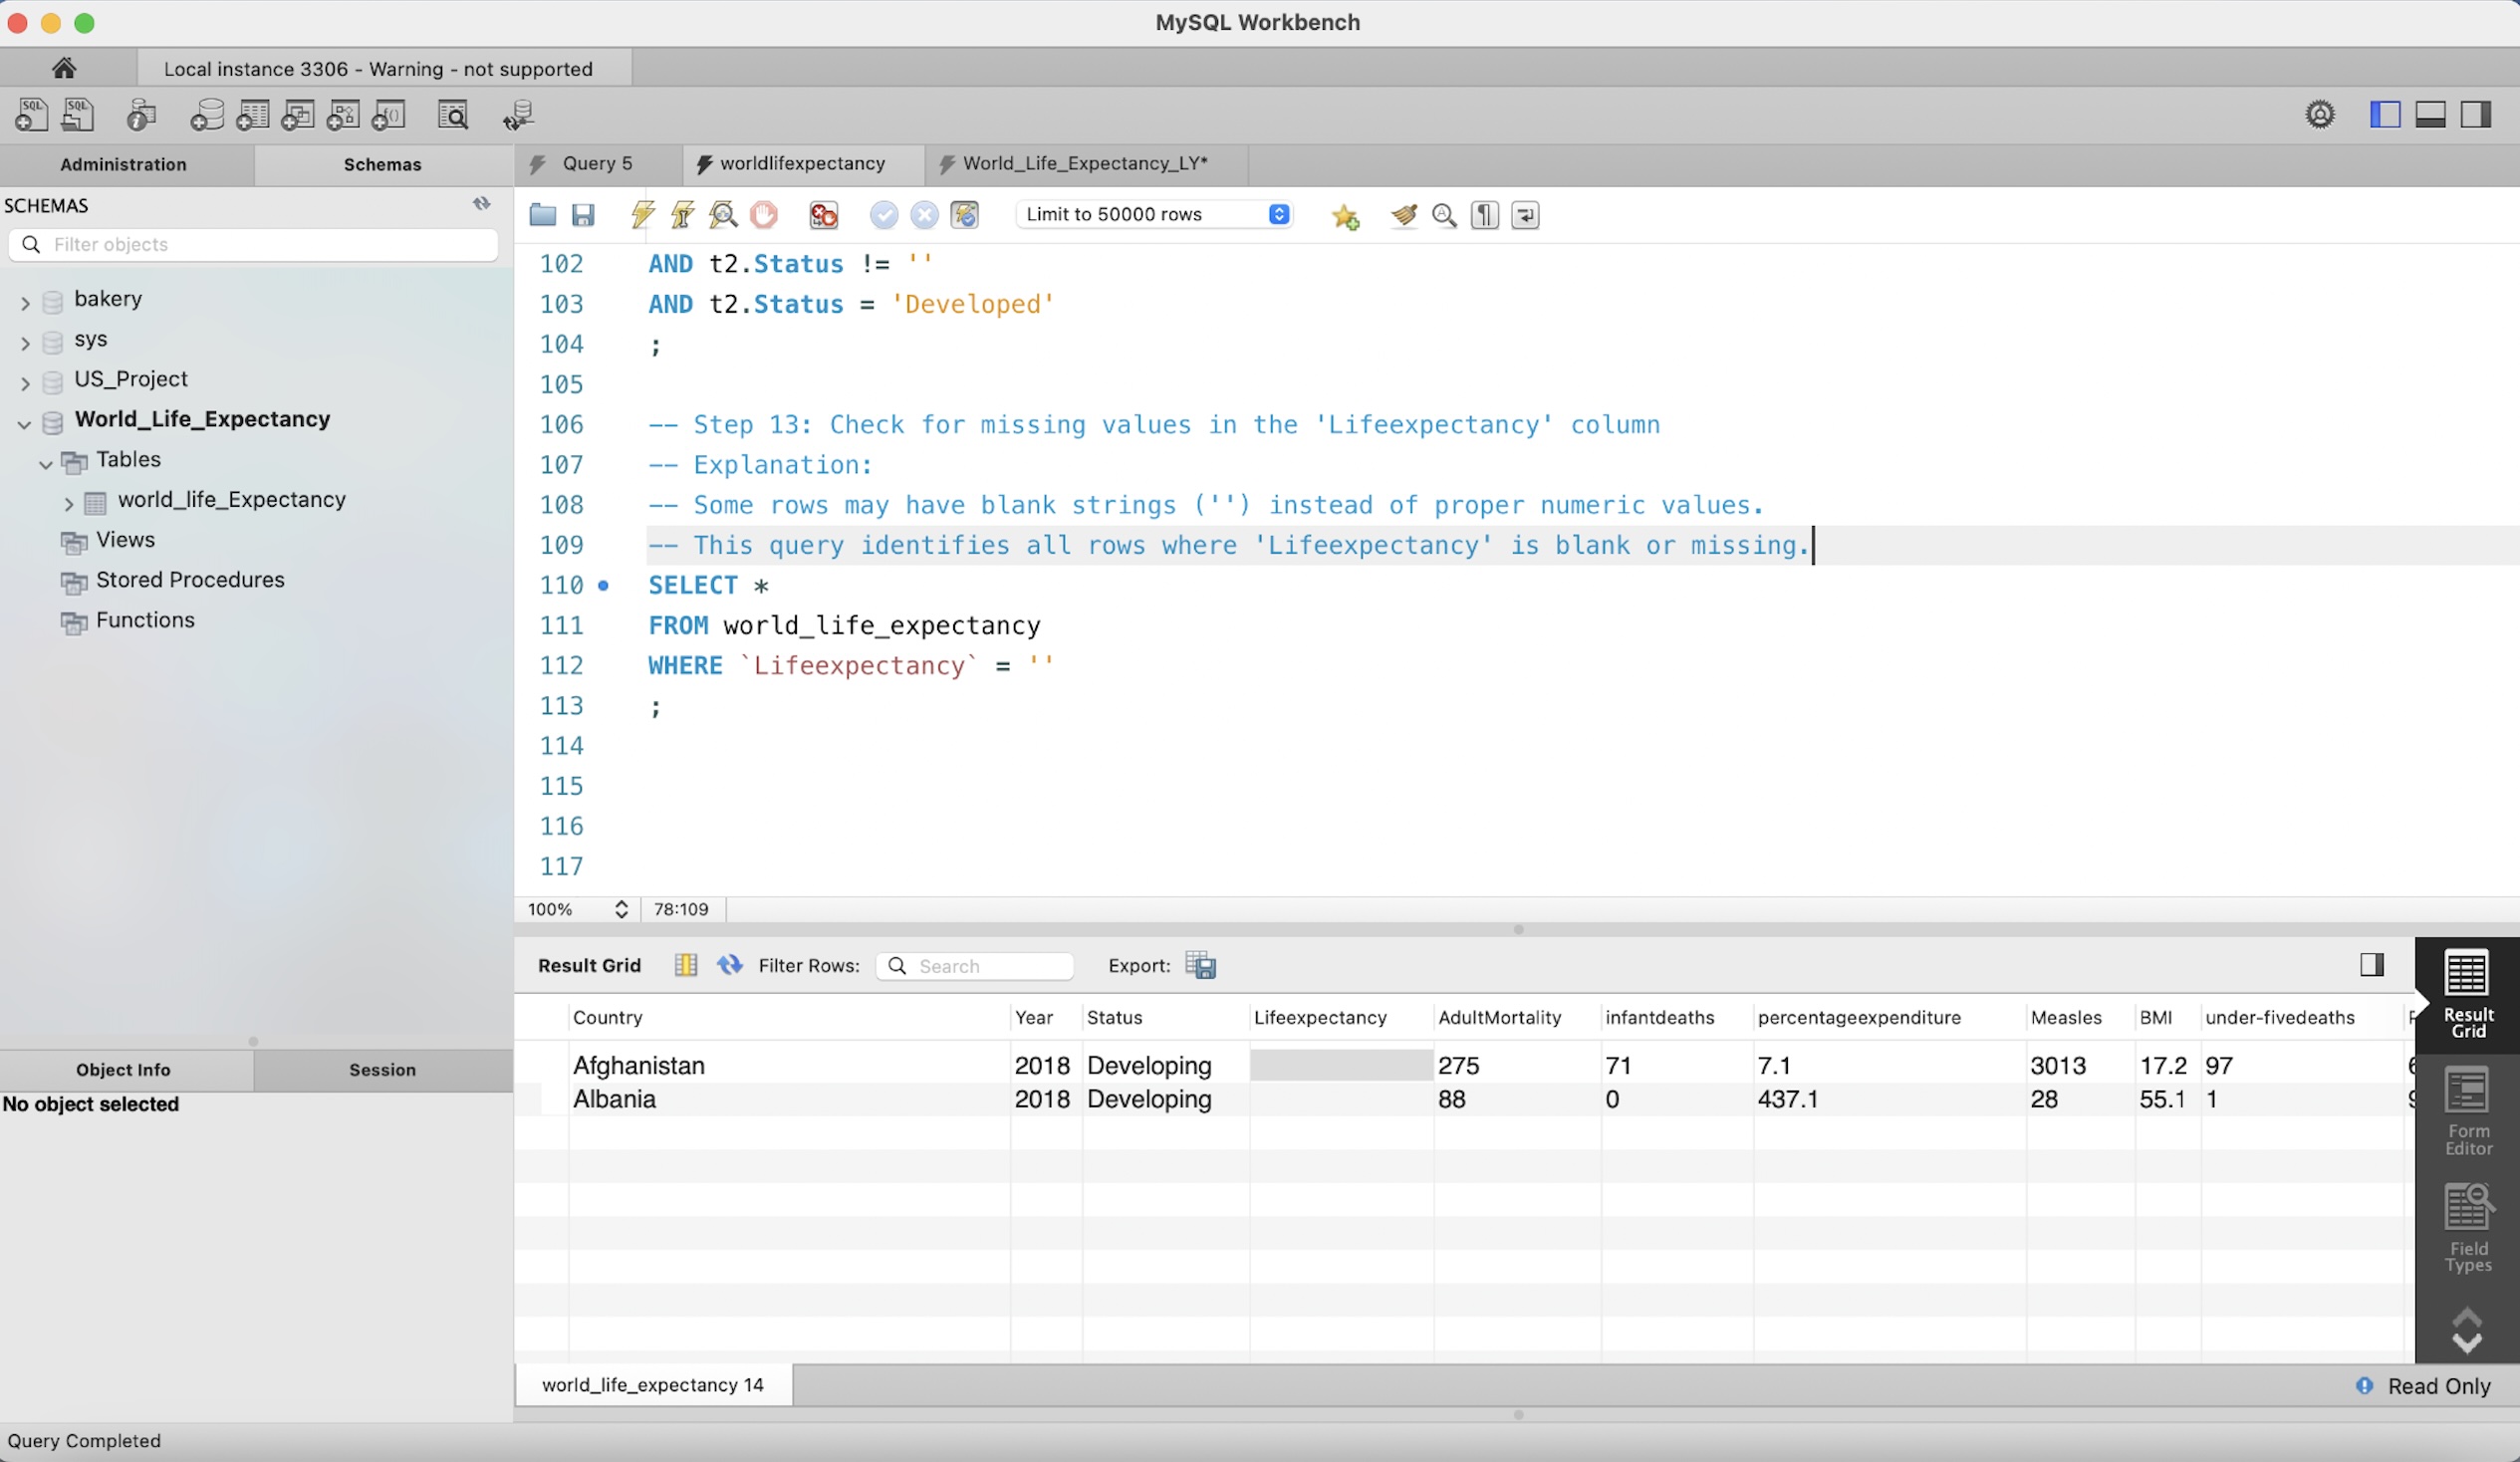 MySQL Workbench
Local instance 3306 - Warning - not supported
SQL SQL
Administration Schemas
SCHEMAS
Filter objects
bakery
sys
US_Project
World_Life_Expectancy
Tables
world_life_Expectancy
Views
Stored Procedures
Functions
Object Info Session
No object selected
Query 5 worldlifexpectancy World_Life_Expectancy_LY*
Limit to 50000 rows
102 AND t2.Status != ''
103 AND t2.Status = 'Developed'
104 ;
105
106 -- Step 13: Check for missing values in the 'Lifeexpectancy' column
107 -- Explanation:
108 -- Some rows may have blank strings ('') instead of proper numeric values.
109 -- This query identifies all rows where 'Lifeexpectancy' is blank or missing.
110 SELECT *
111 FROM world_life_expectancy
112 WHERE `Lifeexpectancy` = ''
113 ;
114
115
116
117
100% 78:109
Result Grid Filter Rows: Search Export:
Country Year Status Lifeexpectancy AdultMortality infantdeaths percentageexpenditure Measles BMI under-fivedeaths
Afghanistan 2018 Developing 275 71 7.1 3013 17.2 97
Albania 2018 Developing 88 0 437.1 28 55.1 1
Result
Grid
Form
Editor
Field
Types
world_life_expectancy 14 Read Only
Query Completed